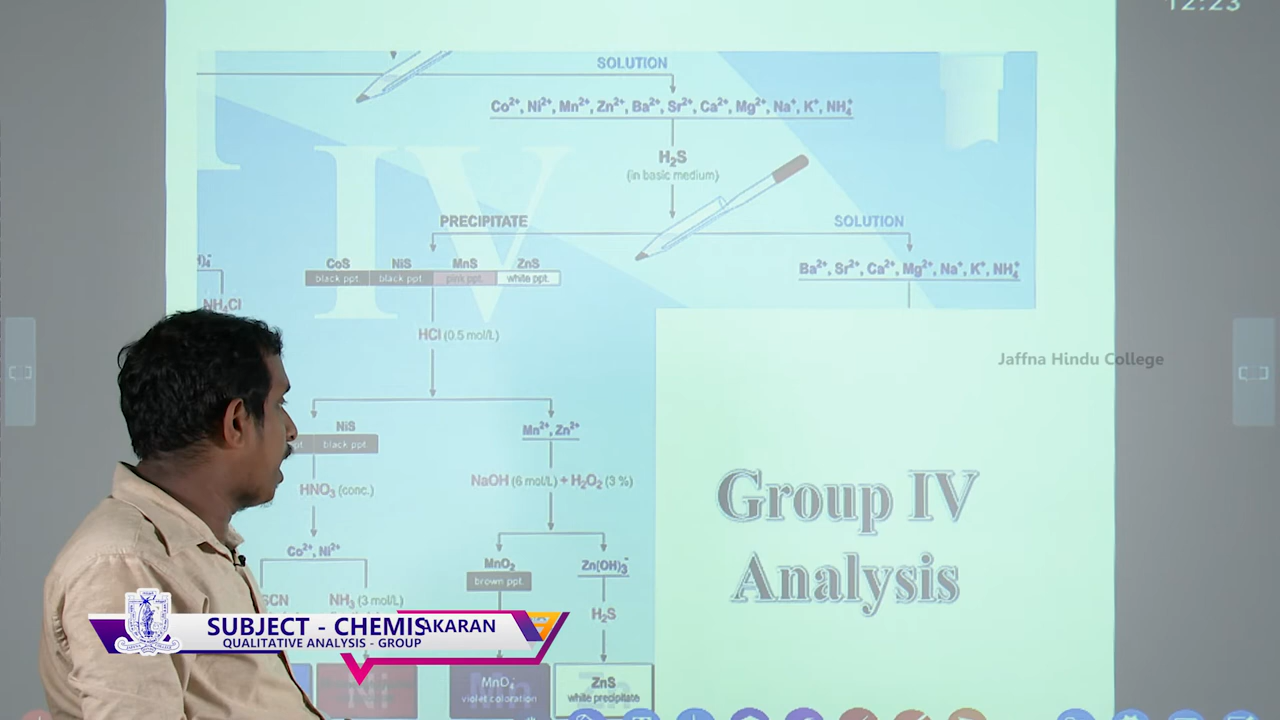 12:23
SOLUTION
Co²⁺, Ni²⁺, Mn²⁺, Zn²⁺, Ba²⁺, Sr²⁺, Ca²⁺, Mg²⁺, Na⁺, K⁺, NH₄⁺
H₂S
(in basic medium)
PRECIPITATE
SOLUTION
IV
CoS NiS MnS ZnS
black ppt. black ppt. pink ppt. white ppt.
Ba²⁺, Sr²⁺, Ca²⁺, Mg²⁺, Na⁺, K⁺, NH₄⁺
NH₄Cl
HCl (0.5 mol/L)
Jaffna Hindu College
NiS
black ppt.
Mn²⁺, Zn²⁺
HNO₃ (conc.)
NaOH (6 mol/L) + H₂O₂ (3 %)
Group IV
Analysis
Co²⁺, Ni²⁺
MnO₂
brown ppt.
Zn(OH)₃⁻
SCN
NH₃ (3 mol/L)
H₂S
SUBJECT - CHEMIS
AKARAN
QUALITATIVE ANALYSIS - GROUP
Ni
MnO₄⁻
violet coloration
ZnS
white precipitate